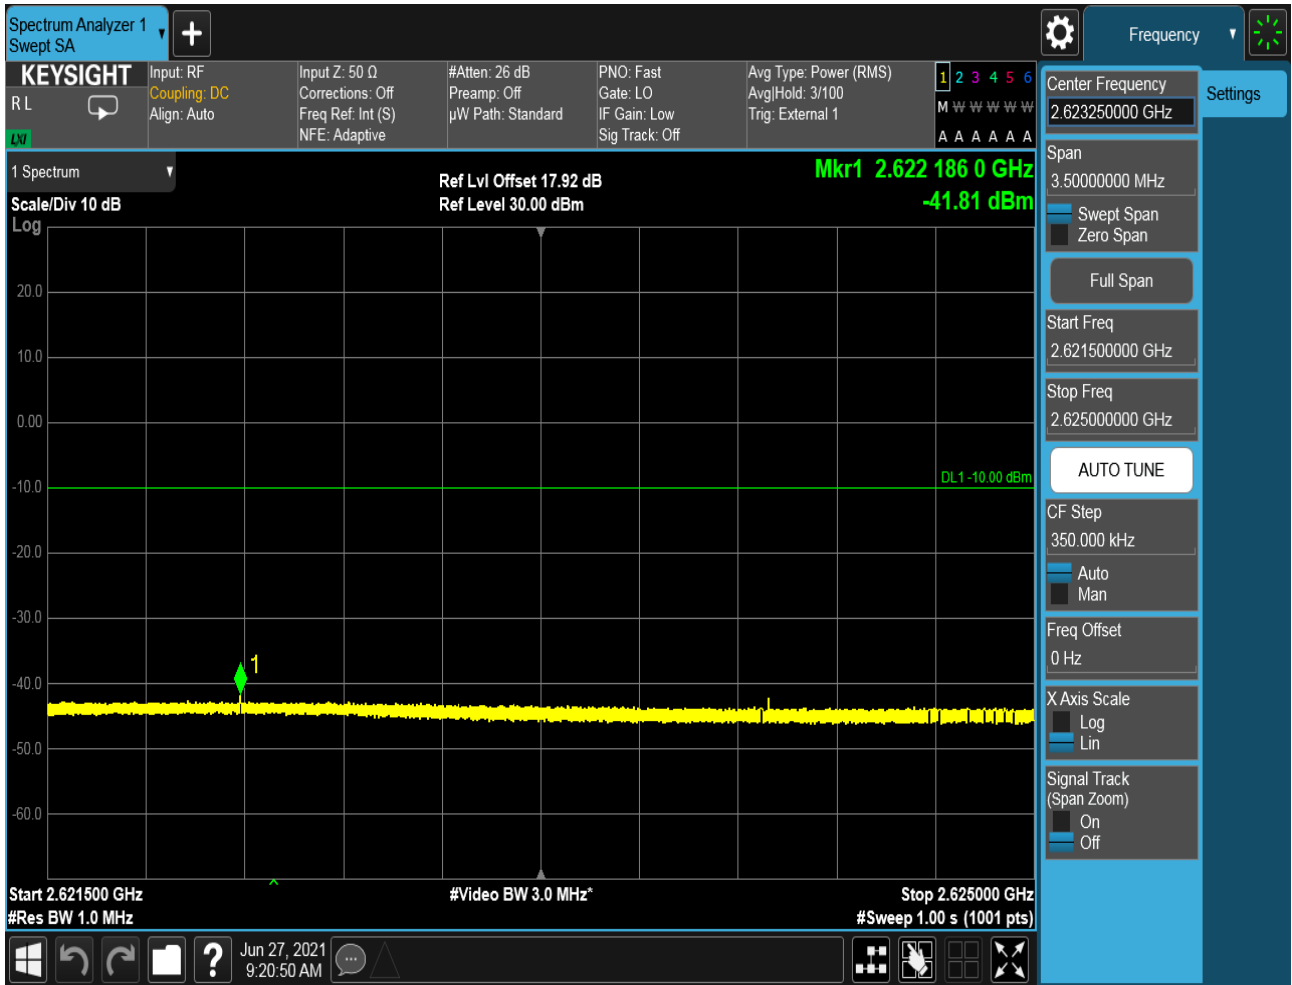 Spectrum Analyzer 1
Swept SA
Frequency
KEYSIGHT
R L
LXI
Input: RF
Coupling: DC
Align: Auto
Input Z: 50 Ω
Corrections: Off
Freq Ref: Int (S)
NFE: Adaptive
#Atten: 26 dB
Preamp: Off
µW Path: Standard
PNO: Fast
Gate: LO
IF Gain: Low
Sig Track: Off
Avg Type: Power (RMS)
Avg|Hold: 3/100
Trig: External 1
1 2 3 4 5 6
M W W W W W
A A A A A A
1 Spectrum
Scale/Div 10 dB
Log
Ref Lvl Offset 17.92 dB
Ref Level 30.00 dBm
Mkr1 2.622 186 0 GHz
-41.81 dBm
20.0
10.0
0.00
-10.0
-20.0
-30.0
-40.0
-50.0
-60.0
DL1 -10.00 dBm
1
Start 2.621500 GHz
#Res BW 1.0 MHz
#Video BW 3.0 MHz*
Stop 2.625000 GHz
#Sweep 1.00 s (1001 pts)
Jun 27, 2021
9:20:50 AM
?
Center Frequency
2.623250000 GHz
Settings
Span
3.50000000 MHz
Swept Span
Zero Span
Full Span
Start Freq
2.621500000 GHz
Stop Freq
2.625000000 GHz
AUTO TUNE
CF Step
350.000 kHz
Auto
Man
Freq Offset
0 Hz
X Axis Scale
Log
Lin
Signal Track
(Span Zoom)
On
Off